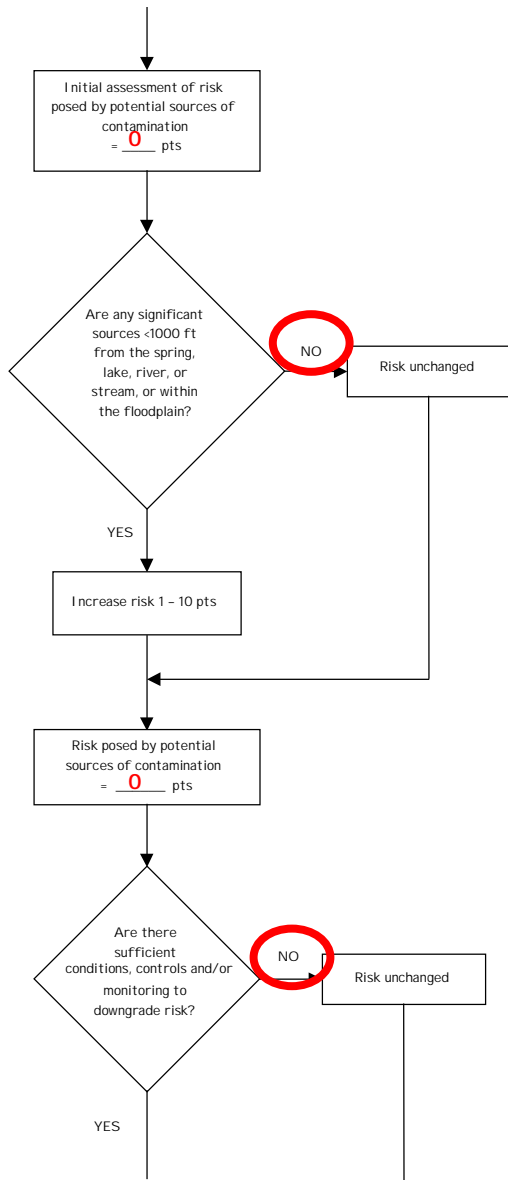 Initial assessment of risk
posed by potential sources of
contamination
= 0 pts
Are any significant
sources <1000 ft
from the spring,
lake, river, or
stream, or within
the floodplain?
NO
Risk unchanged
YES
Increase risk 1 – 10 pts
Risk posed by potential
sources of contamination
= 0 pts
Are there
sufficient
conditions, controls and/or
monitoring to
downgrade risk?
NO
Risk unchanged
YES